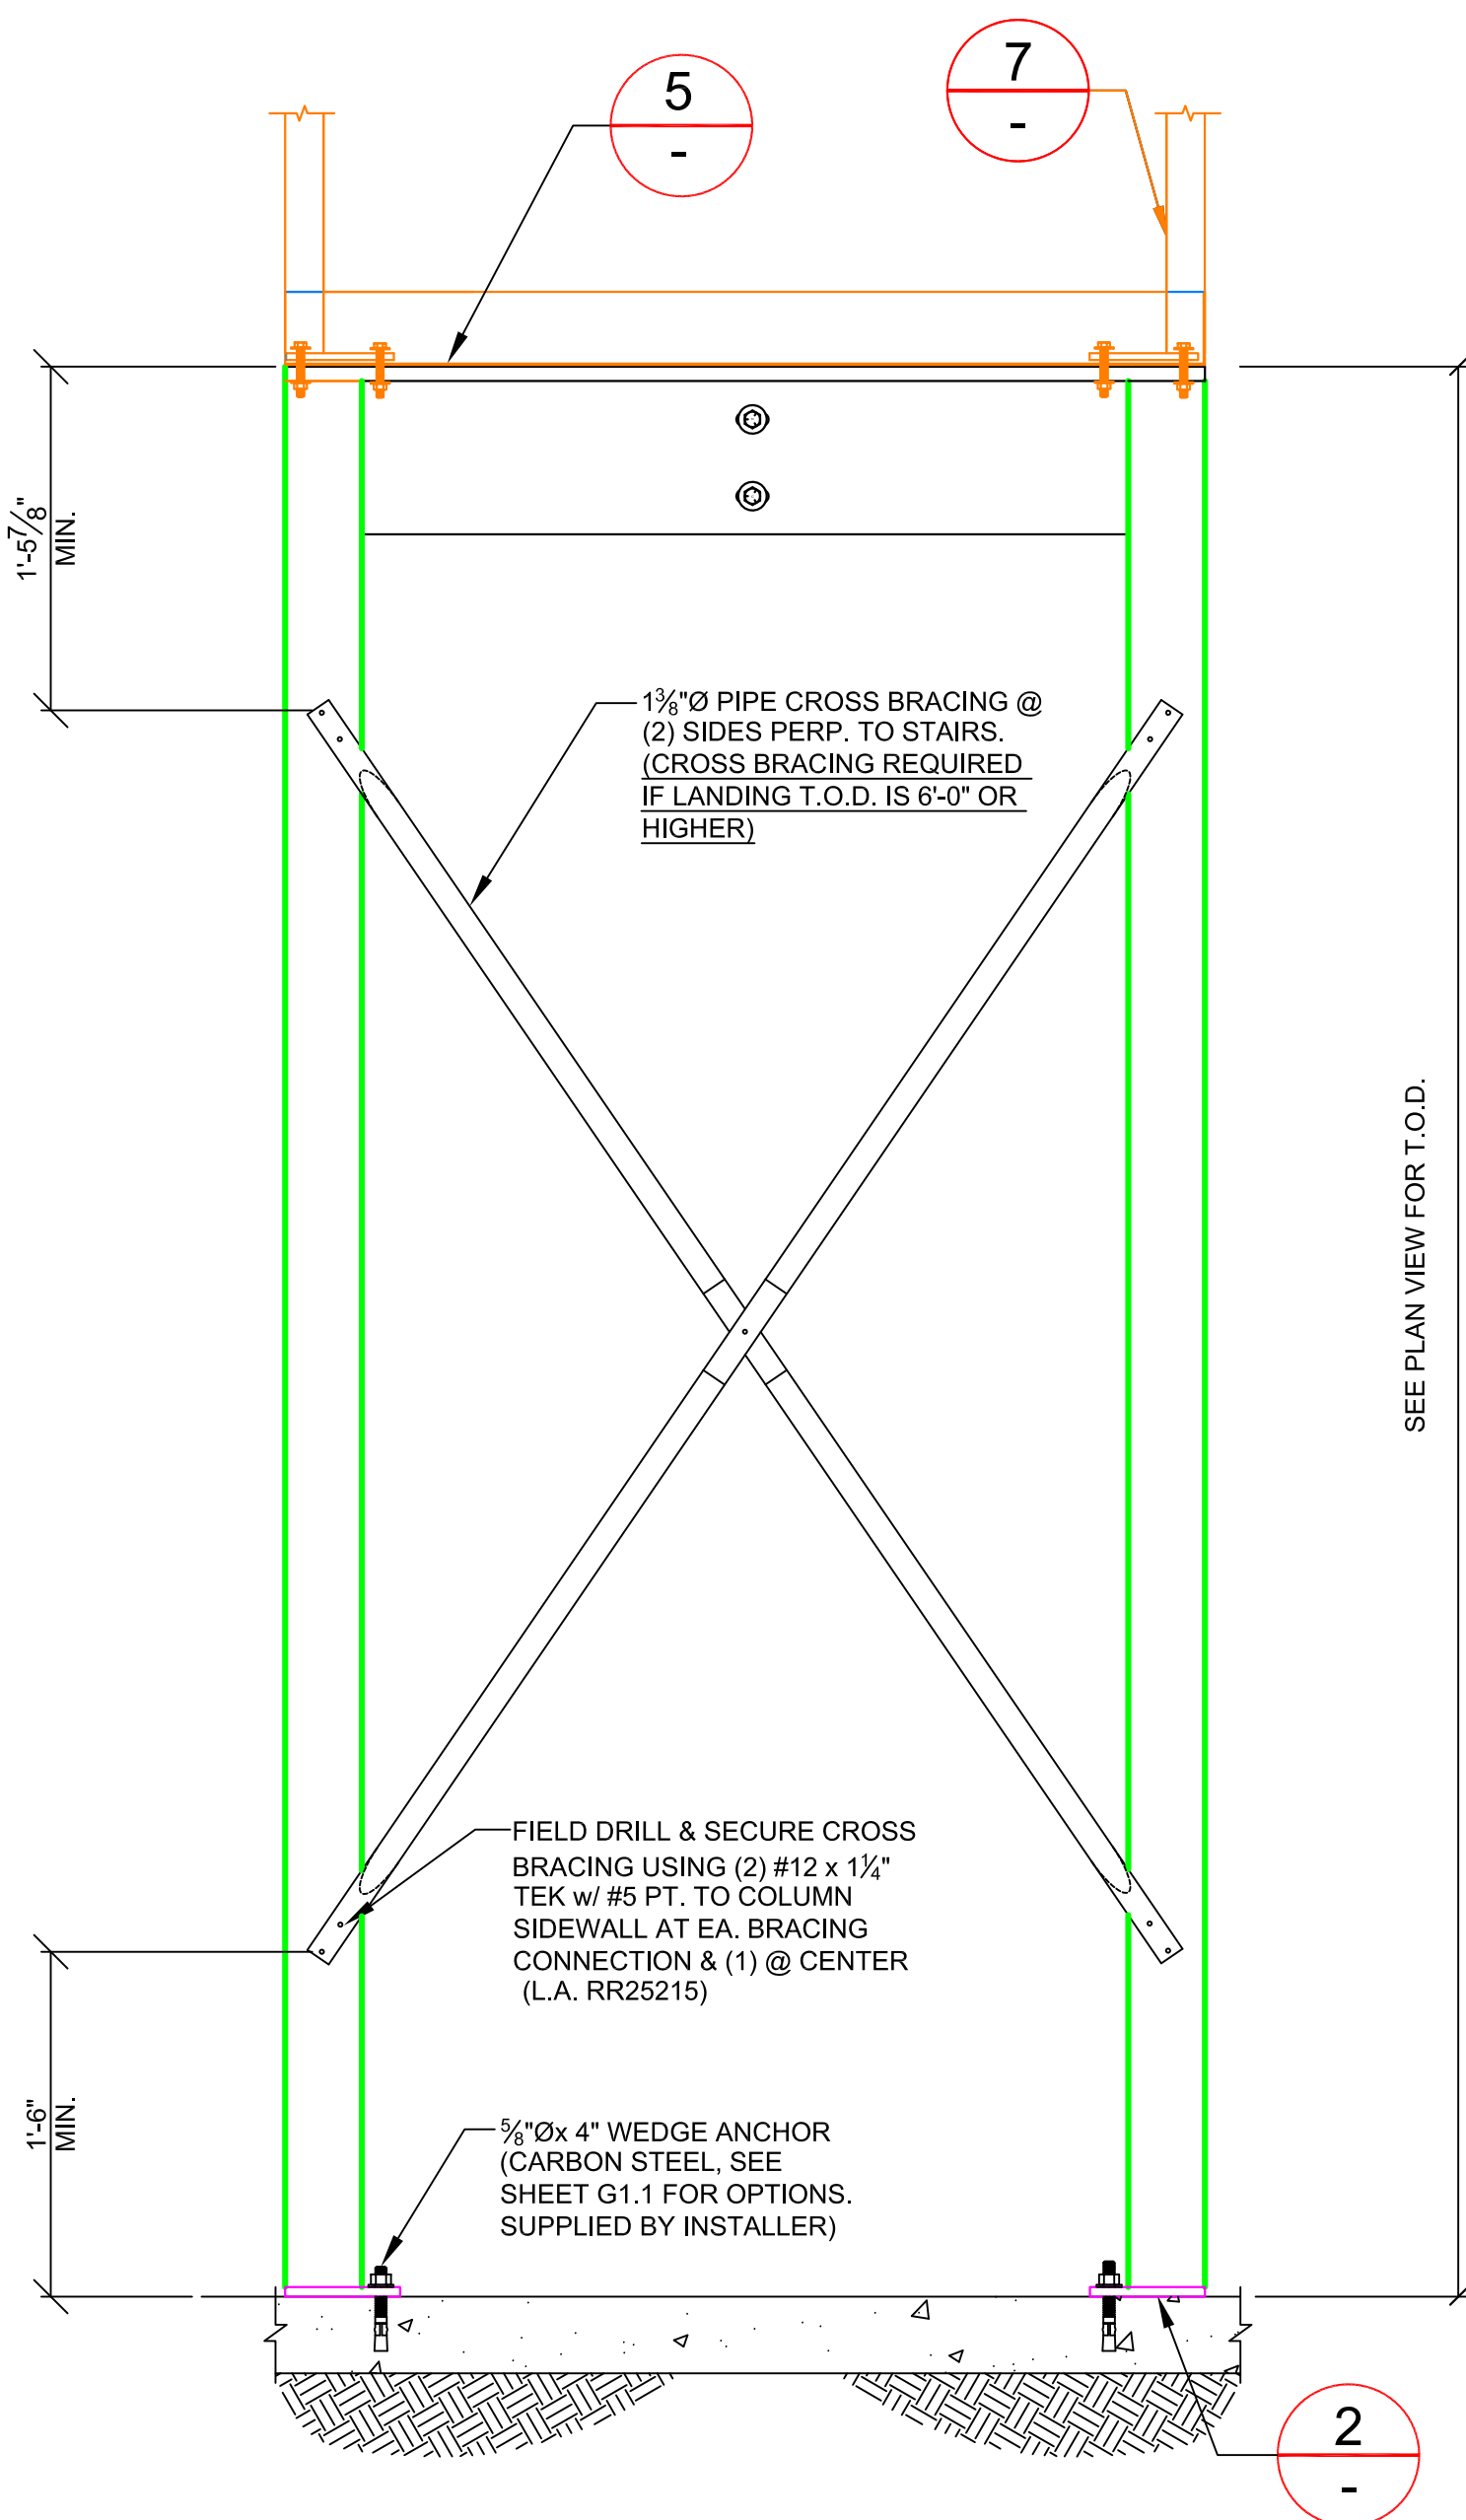 5
-
7
-
1'-5⅞"
MIN.
1⅜"Ø PIPE CROSS BRACING @
(2) SIDES PERP. TO STAIRS.
(CROSS BRACING REQUIRED
IF LANDING T.O.D. IS 6'-0" OR
HIGHER)
SEE PLAN VIEW FOR T.O.D.
FIELD DRILL & SECURE CROSS
BRACING USING (2) #12 x 1¼"
TEK w/ #5 PT. TO COLUMN
SIDEWALL AT EA. BRACING
CONNECTION & (1) @ CENTER
(L.A. RR25215)
1'-6"
MIN.
⅝"Øx 4" WEDGE ANCHOR
(CARBON STEEL, SEE
SHEET G1.1 FOR OPTIONS.
SUPPLIED BY INSTALLER)
2
-